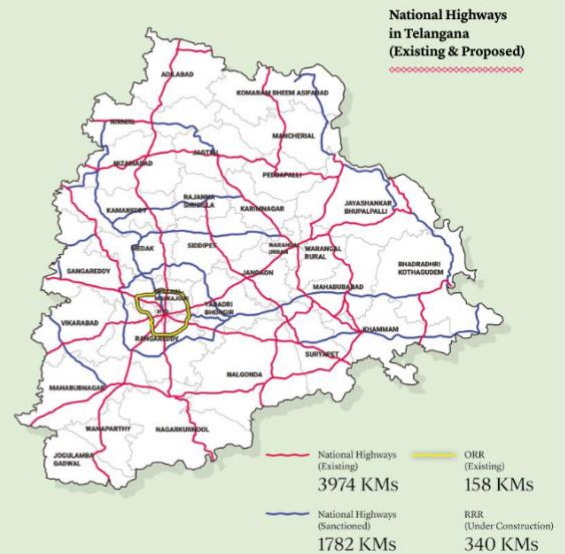 National Highways
in Telangana
(Existing & Proposed)
ADILABAD
KOMARAM BHEEM ASIFABAD
NIRMAL
MANCHERIAL
JAGTIAL
NIZAMABAD
PEDDAPALLI
RAJANNA
SIRCILLA
JAYASHANKAR
BHUPALPALLI
KAMAREDDY
KARIMNAGAR
MEDAK
SIDDIPET
WARANGAL
URBAN
WARANGAL
RURAL
BHADRADHRI
KOTHAGUDEM
SANGAREDDY
JANGAON
MAHABUBABAD
HYD
YADADRI
BHONGIR
VIKARABAD
KHAMMAM
RANGAREDDY
SURYAPET
NALGONDA
MAHABUBNAGAR
WANAPARTHY
NAGARKURNOOL
JOGULAMBA
GADWAL
National Highways
(Existing)
3974 KMs
ORR
(Existing)
158 KMs
National Highways
(Sanctioned)
1782 KMs
RRR
(Under Construction)
340 KMs